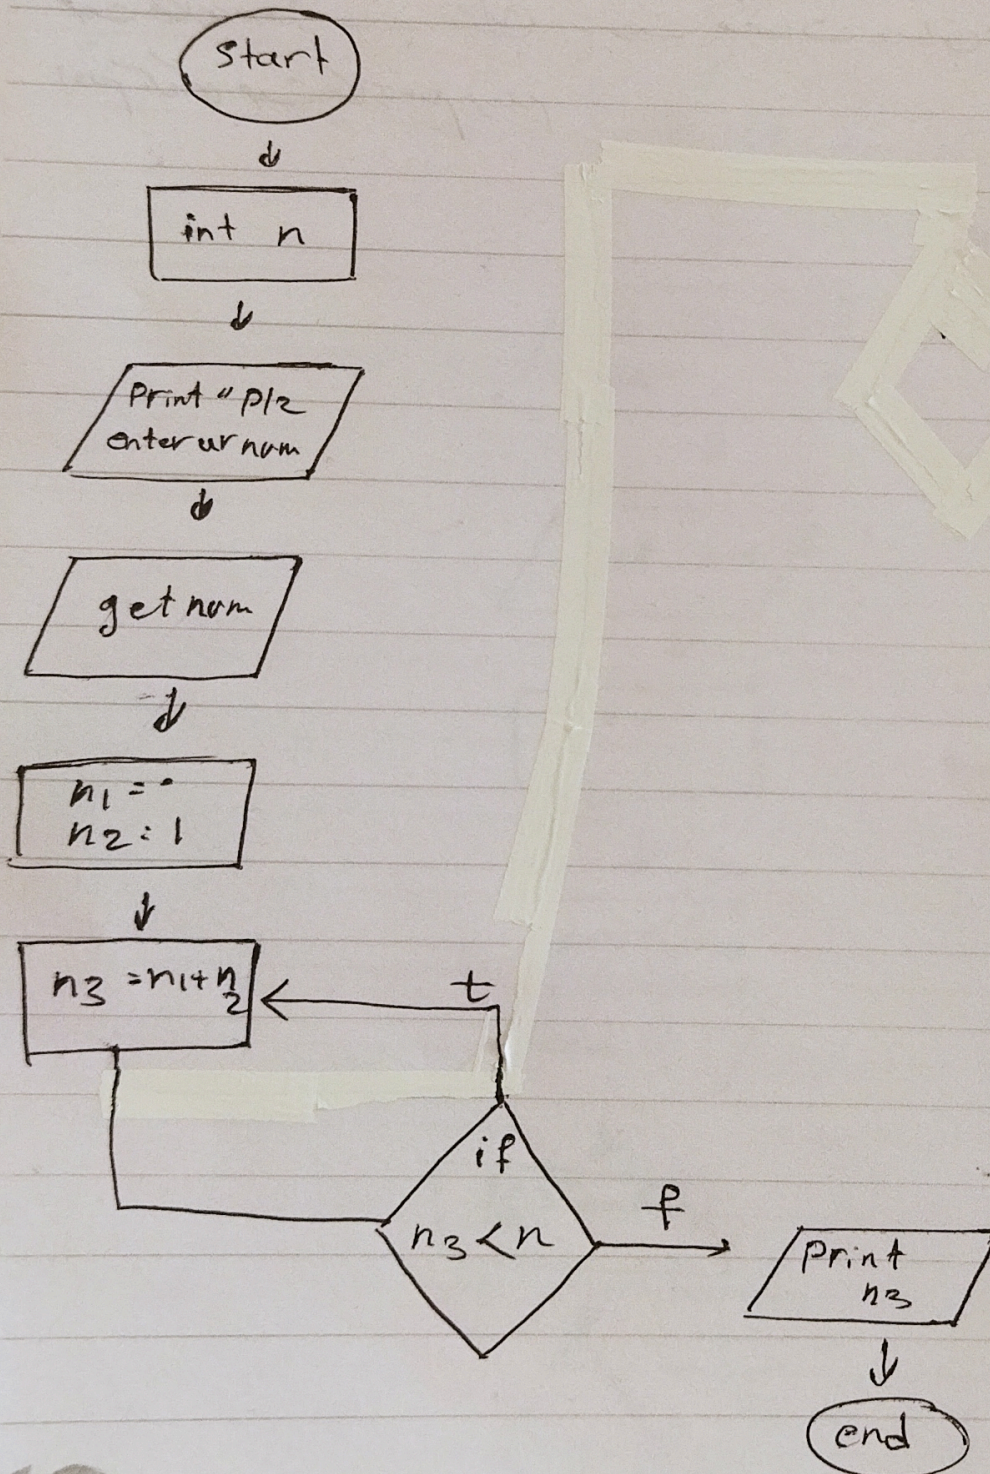 start
int n
Print "Plz
enter ur num
get num
n1 = 0
n2 = 1
n3 = n1+n2
t
if
n3 < n
f
Print
n3
end